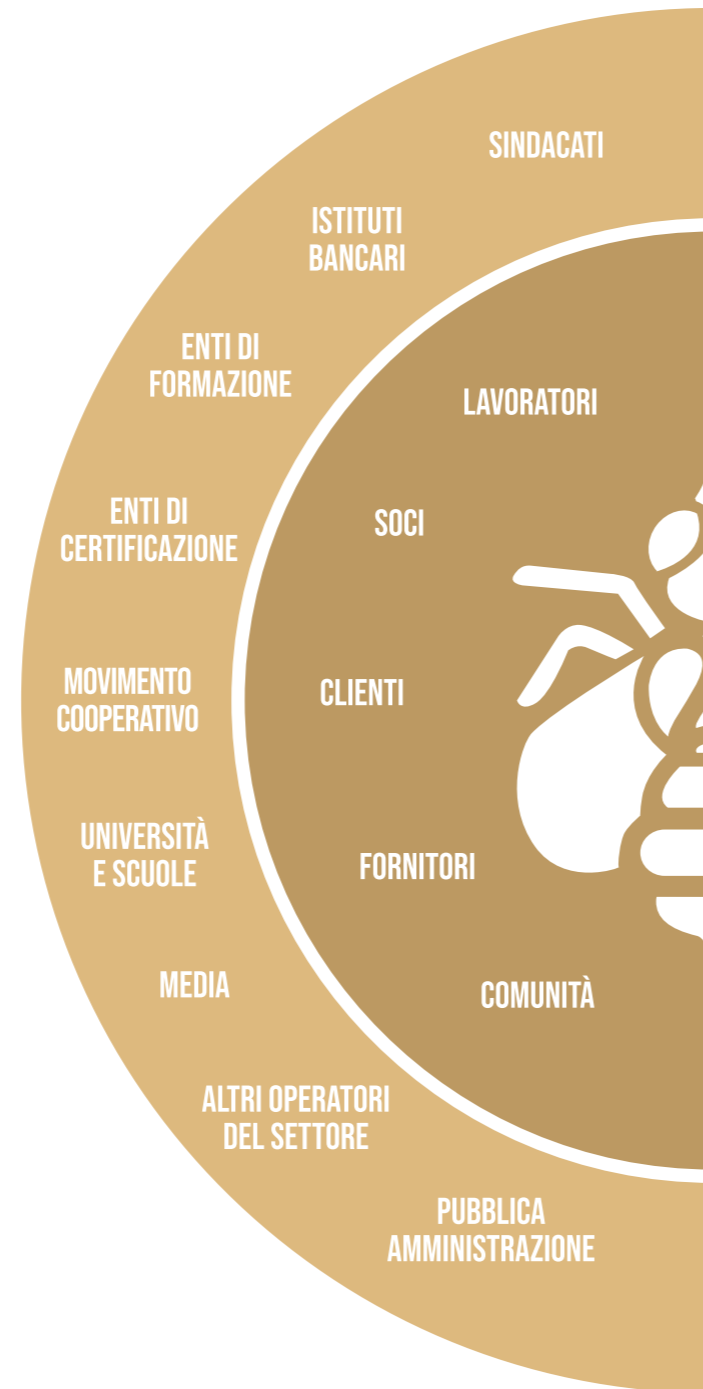 SINDACATI
ISTITUTI
BANCARI
ENTI DI
FORMAZIONE
ENTI DI
CERTIFICAZIONE
MOVIMENTO
COOPERATIVO
UNIVERSITÀ
E SCUOLE
MEDIA
ALTRI OPERATORI
DEL SETTORE
PUBBLICA
AMMINISTRAZIONE
LAVORATORI
SOCI
CLIENTI
FORNITORI
COMUNITÀ